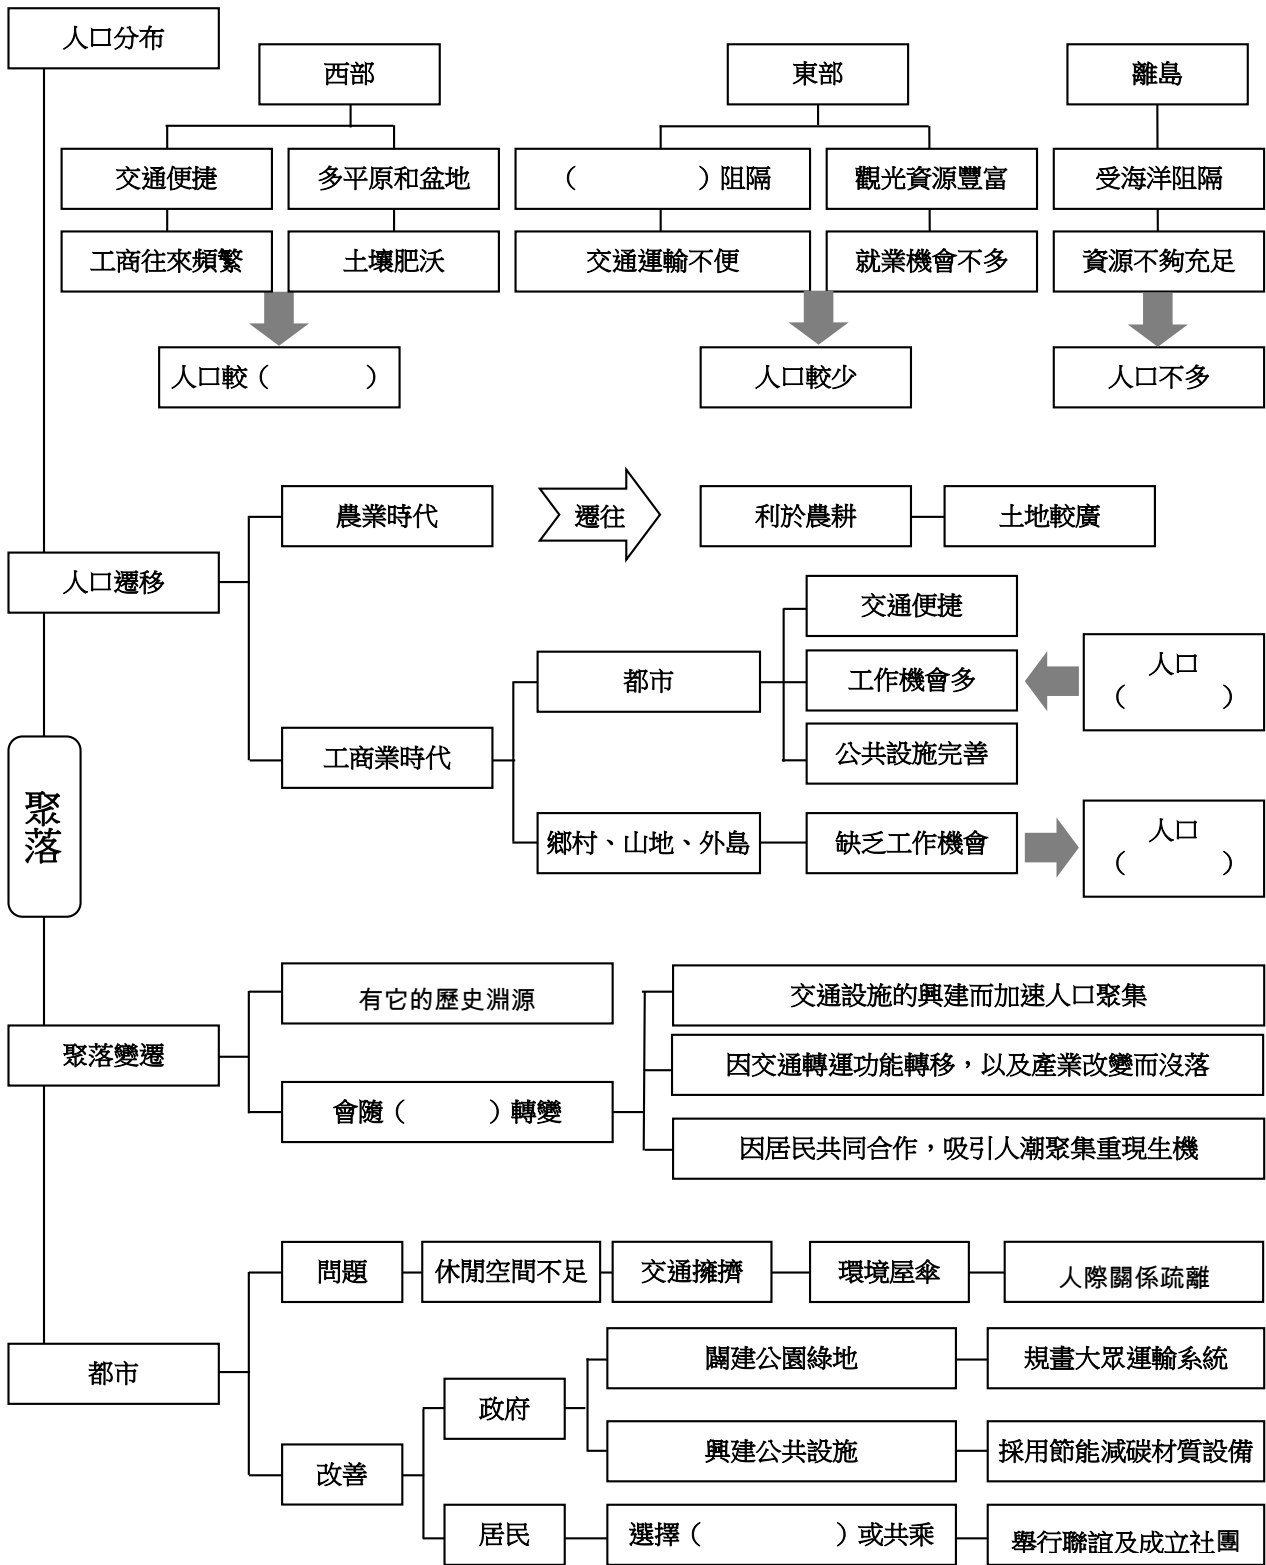 人口分布
西部
東部
離島
交通便捷
多平原和盆地
（　　　　）阻隔
觀光資源豐富
受海洋阻隔
工商往來頻繁
土壤肥沃
交通運輸不便
就業機會不多
資源不夠充足
人口較（　　　）
人口較少
人口不多
人口遷移
農業時代
遷往
利於農耕
土地較廣
工商業時代
都市
交通便捷
工作機會多
公共設施完善
人口
（　　　）
鄉村、山地、外島
缺乏工作機會
人口
（　　　）
聚落
聚落變遷
有它的歷史淵源
會隨（　　　）轉變
交通設施的興建而加速人口聚集
因交通轉運功能轉移，以及產業改變而沒落
因居民共同合作，吸引人潮聚集重現生機
都市
問題
休閒空間不足
交通擁擠
環境屋傘
人際關係疏離
改善
政府
闢建公園綠地
規畫大眾運輸系統
興建公共設施
採用節能減碳材質設備
居民
選擇（　　　　　）或共乘
舉行聯誼及成立社團